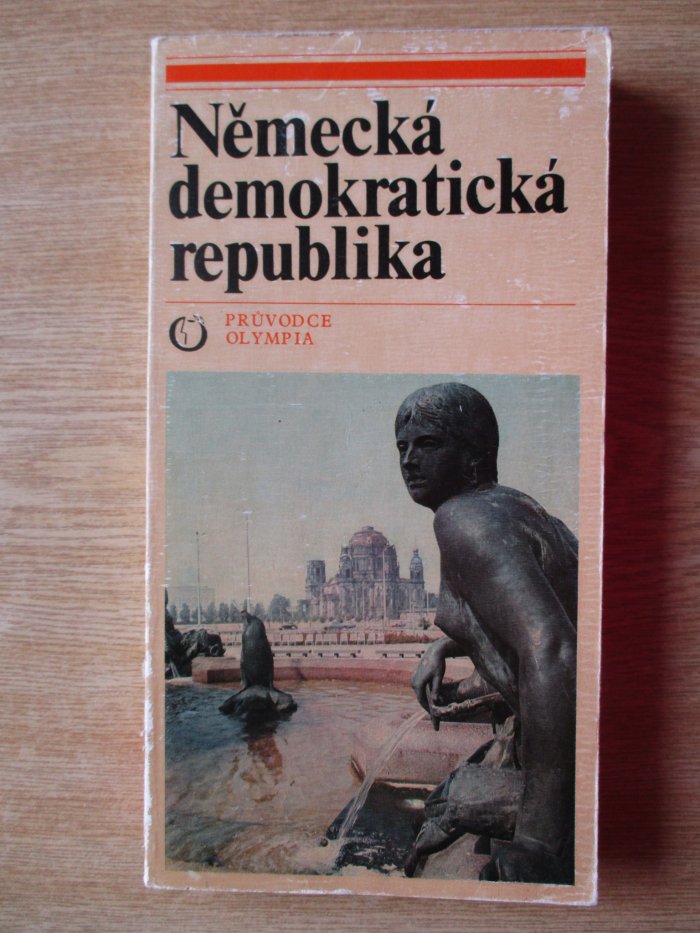 Německá
demokratická
republika
PRŮVODCE
OLYMPIA